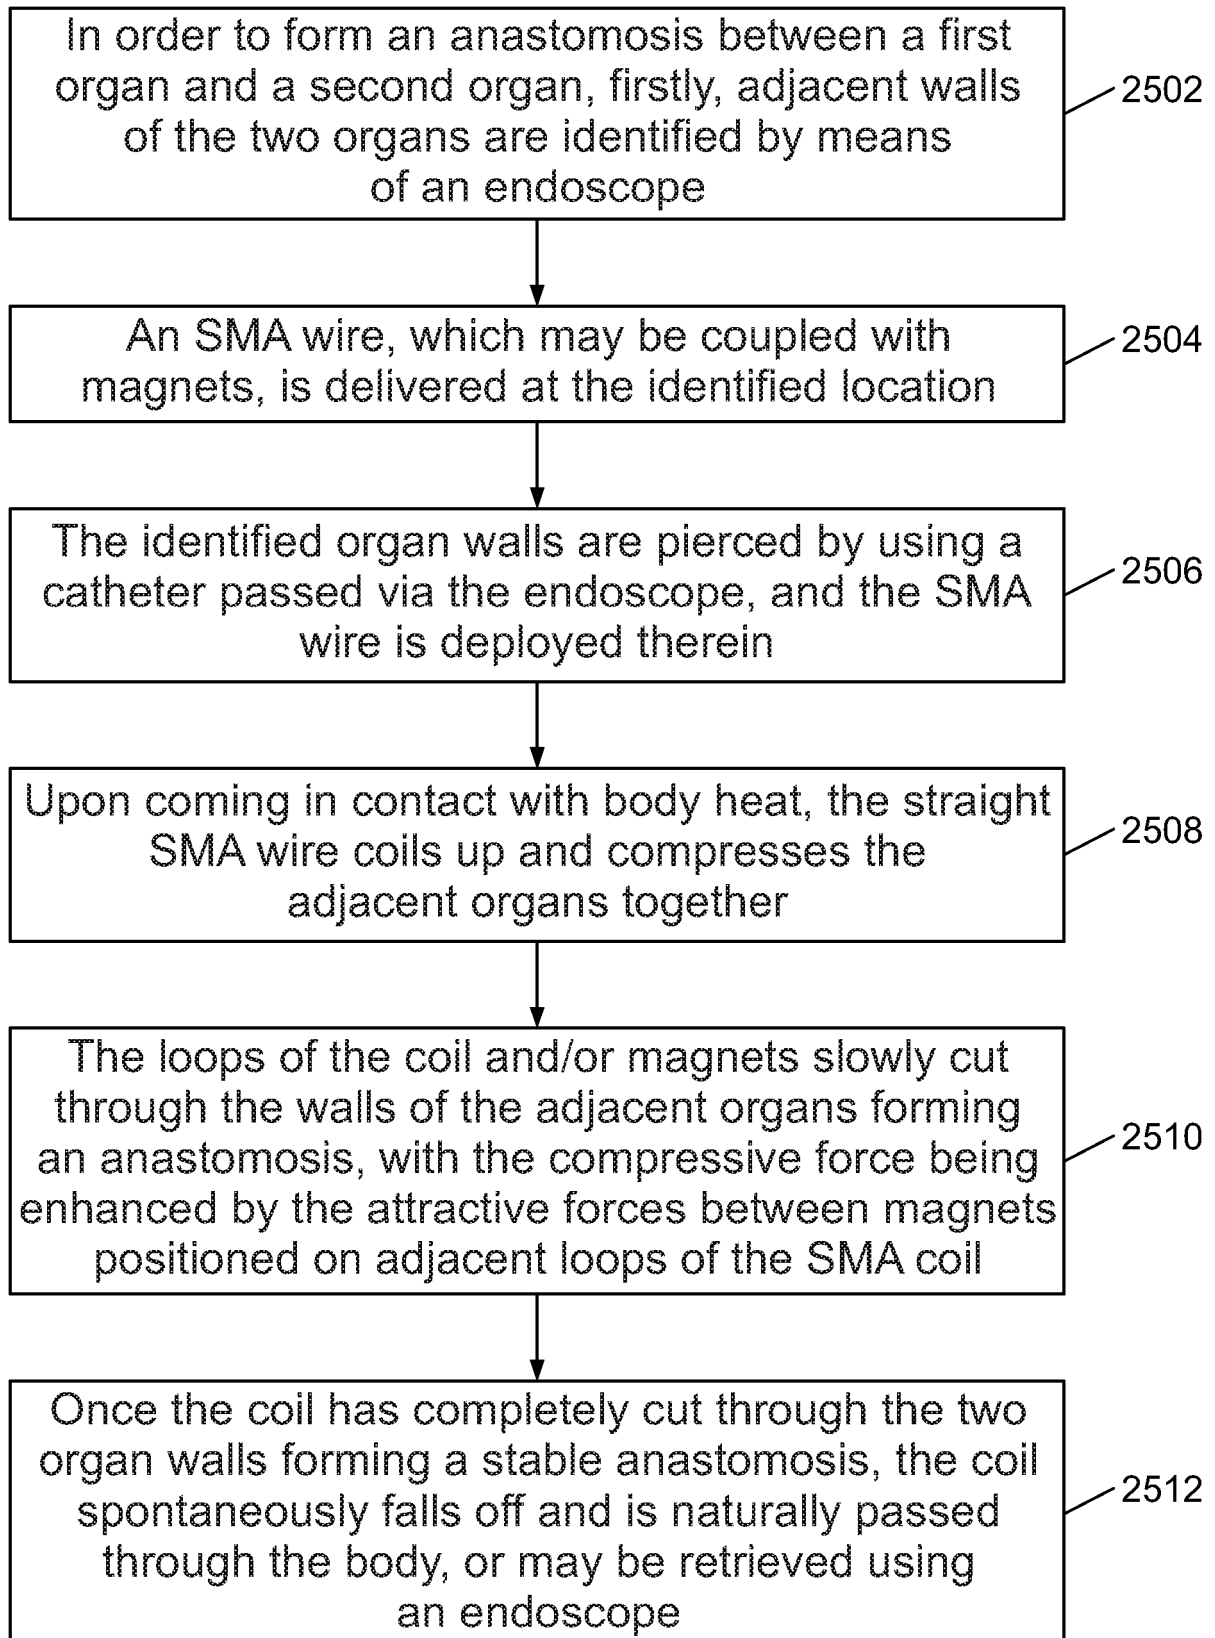 In order to form an anastomosis between a first
organ and a second organ, firstly, adjacent walls
of the two organs are identified by means
of an endoscope
2502
An SMA wire, which may be coupled with
magnets, is delivered at the identified location
2504
The identified organ walls are pierced by using a
catheter passed via the endoscope, and the SMA
wire is deployed therein
2506
Upon coming in contact with body heat, the straight
SMA wire coils up and compresses the
adjacent organs together
2508
The loops of the coil and/or magnets slowly cut
through the walls of the adjacent organs forming
an anastomosis, with the compressive force being
enhanced by the attractive forces between magnets
positioned on adjacent loops of the SMA coil
2510
Once the coil has completely cut through the two
organ walls forming a stable anastomosis, the coil
spontaneously falls off and is naturally passed
through the body, or may be retrieved using
an endoscope
2512